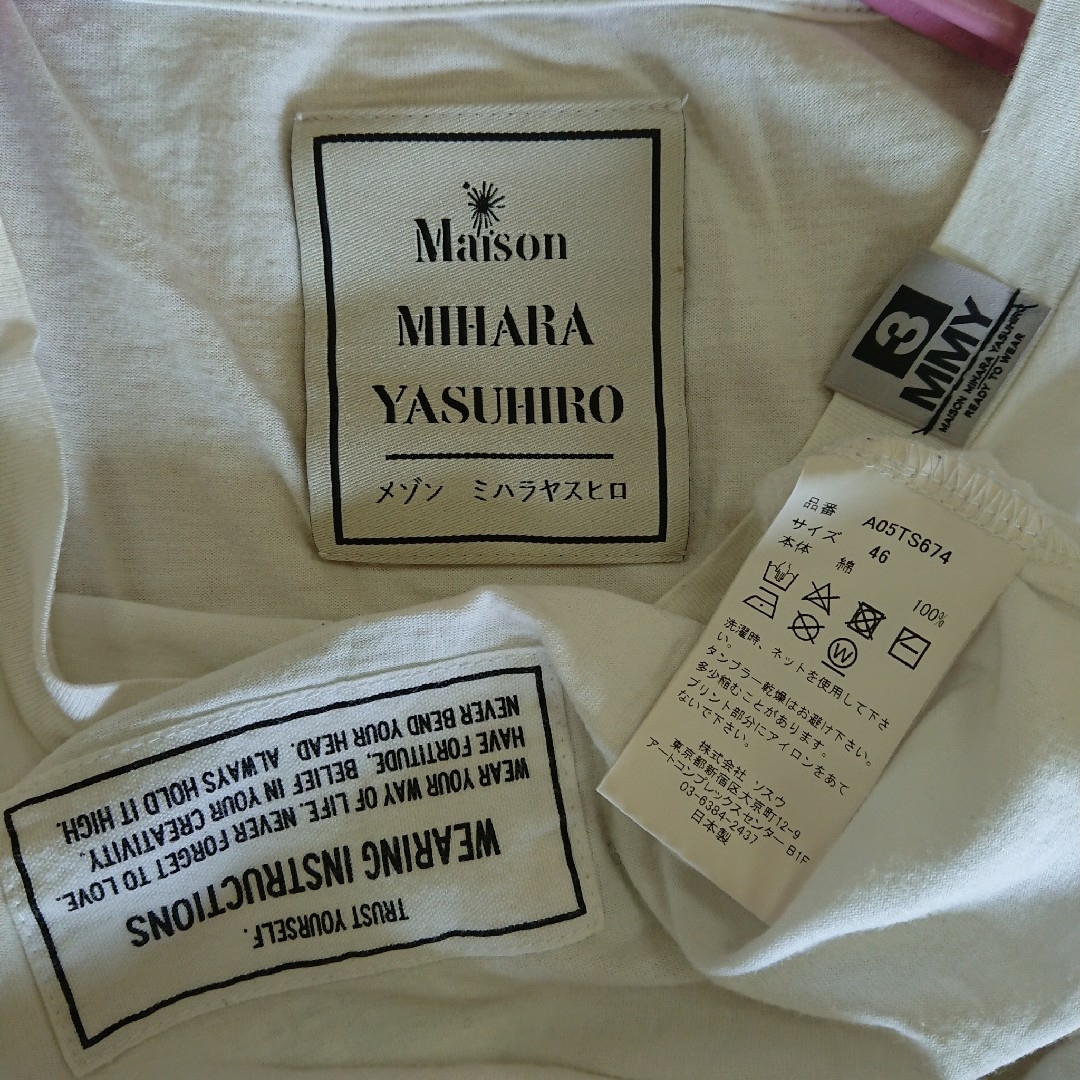 Maison
MIHARA
YASUHIRO
メゾン ミハラヤスヒロ
3
MMY
MAISON MIHARA YASUHIRO
READY TO WEAR
品番 A05TS674
サイズ 46
本体 綿 100%
W
洗濯時、ネットを使用して下さ
い。
タンブラー乾燥はお避け下さい。
多少縮むことがあります。
プリント部分にアイロンをあて
ないで下さい。
株式会社 ソスウ
東京都新宿区大京町12-9
アートコンプレックスセンター B1F
03-6384-2437
日本製
TRUST YOURSELF.
WEARING INSTRUCTIONS
WEAR YOUR WAY OF LIFE. NEVER FORGET TO LOVE.
HAVE FORTITUDE. BELIEF IN YOUR CREATIVITY.
NEVER BEND YOUR HEAD. ALWAYS HOLD IT HIGH.